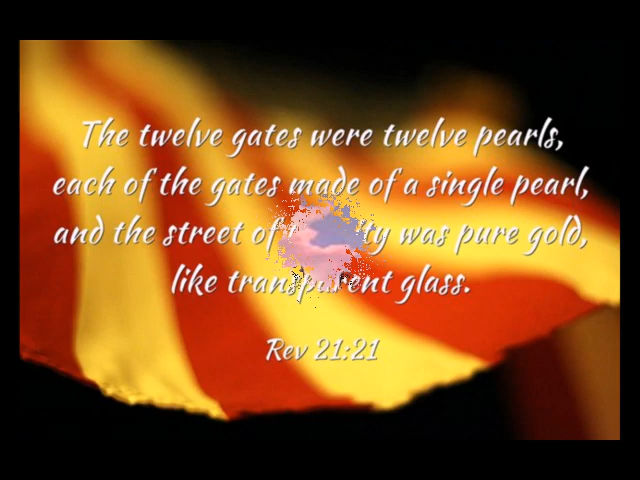 The twelve gates were twelve pearls,
each of the gates made of a single pearl,
and the street of was pure gold,
like transparent glass.
Rev 21:21